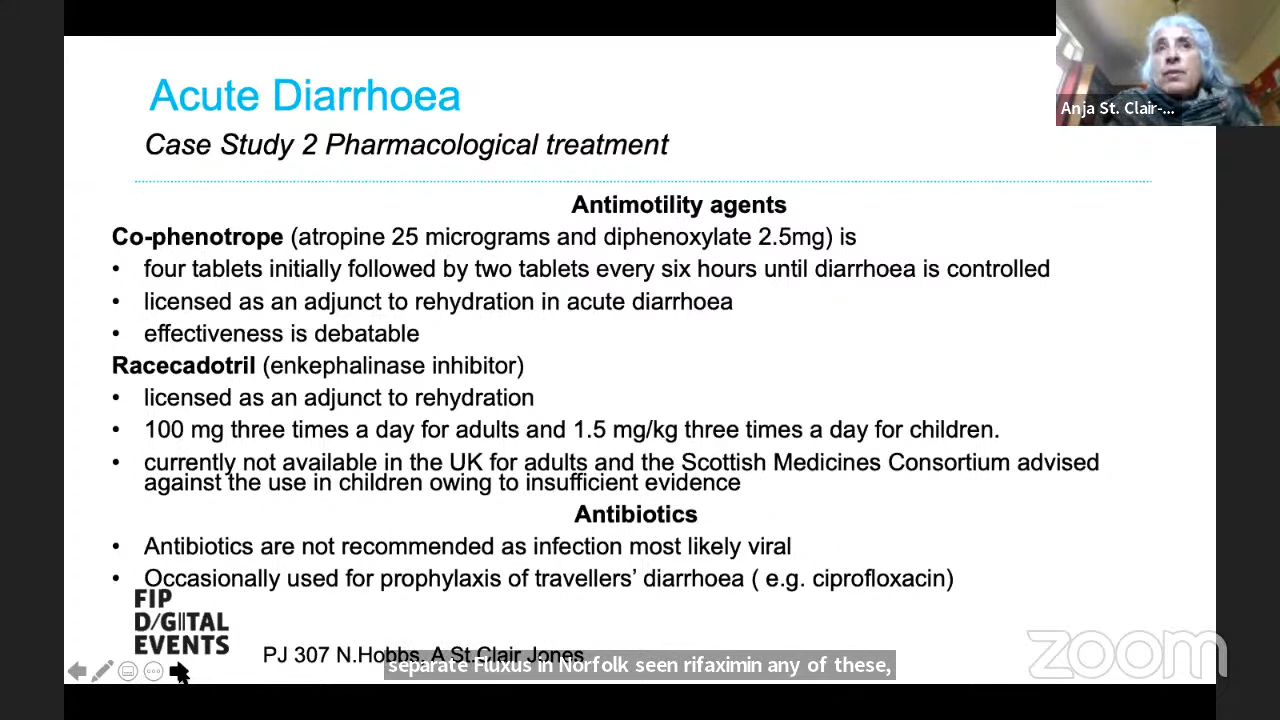 Anja St. Clair-...
Acute Diarrhoea
Case Study 2 Pharmacological treatment
Antimotility agents
Co-phenotrope (atropine 25 micrograms and diphenoxylate 2.5mg) is
• four tablets initially followed by two tablets every six hours until diarrhoea is controlled
• licensed as an adjunct to rehydration in acute diarrhoea
• effectiveness is debatable
Racecadotril (enkephalinase inhibitor)
• licensed as an adjunct to rehydration
• 100 mg three times a day for adults and 1.5 mg/kg three times a day for children.
• currently not available in the UK for adults and the Scottish Medicines Consortium advised
against the use in children owing to insufficient evidence
Antibiotics
• Antibiotics are not recommended as infection most likely viral
• Occasionally used for prophylaxis of travellers’ diarrhoea ( e.g. ciprofloxacin)
FIP
D/GITAL
EVENTS
PJ 307 N.Hobbs, A.St.Clair Jones
separate Fluxus in Norfolk seen rifaximin any of these,
zoom